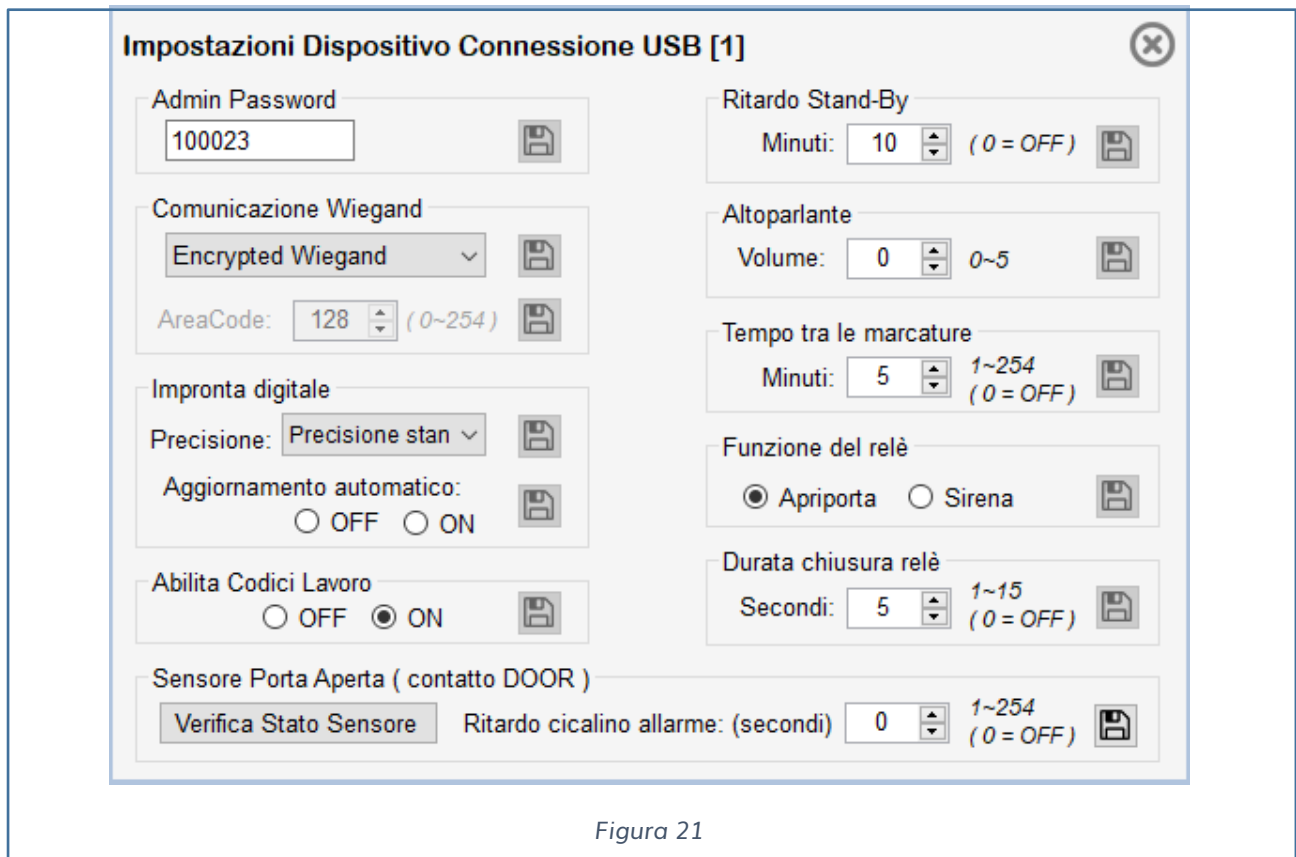 Impostazioni Dispositivo Connessione USB [1]
Admin Password
100023
Comunicazione Wiegand
Encrypted Wiegand
AreaCode: 128 ( 0~254 )
Impronta digitale
Precisione: Precisione stan
Aggiornamento automatico:
OFF ON
Abilita Codici Lavoro
OFF ON
Ritardo Stand-By
Minuti: 10 ( 0 = OFF )
Altoparlante
Volume: 0 0~5
Tempo tra le marcature
Minuti: 5 1~254
( 0 = OFF )
Funzione del relè
Apriporta Sirena
Durata chiusura relè
Secondi: 5 1~15
( 0 = OFF )
Sensore Porta Aperta ( contatto DOOR )
Verifica Stato Sensore Ritardo cicalino allarme: (secondi) 0 1~254
( 0 = OFF )
Figura 21